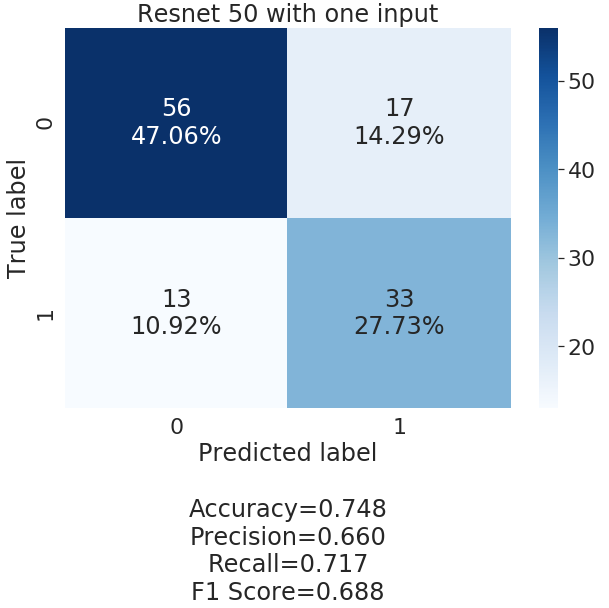 Resnet 50 with one input
56
47.06%
17
14.29%
13
10.92%
33
27.73%
0
1
True label
0
1
Predicted label
50
40
30
20
Accuracy=0.748
Precision=0.660
Recall=0.717
F1 Score=0.688